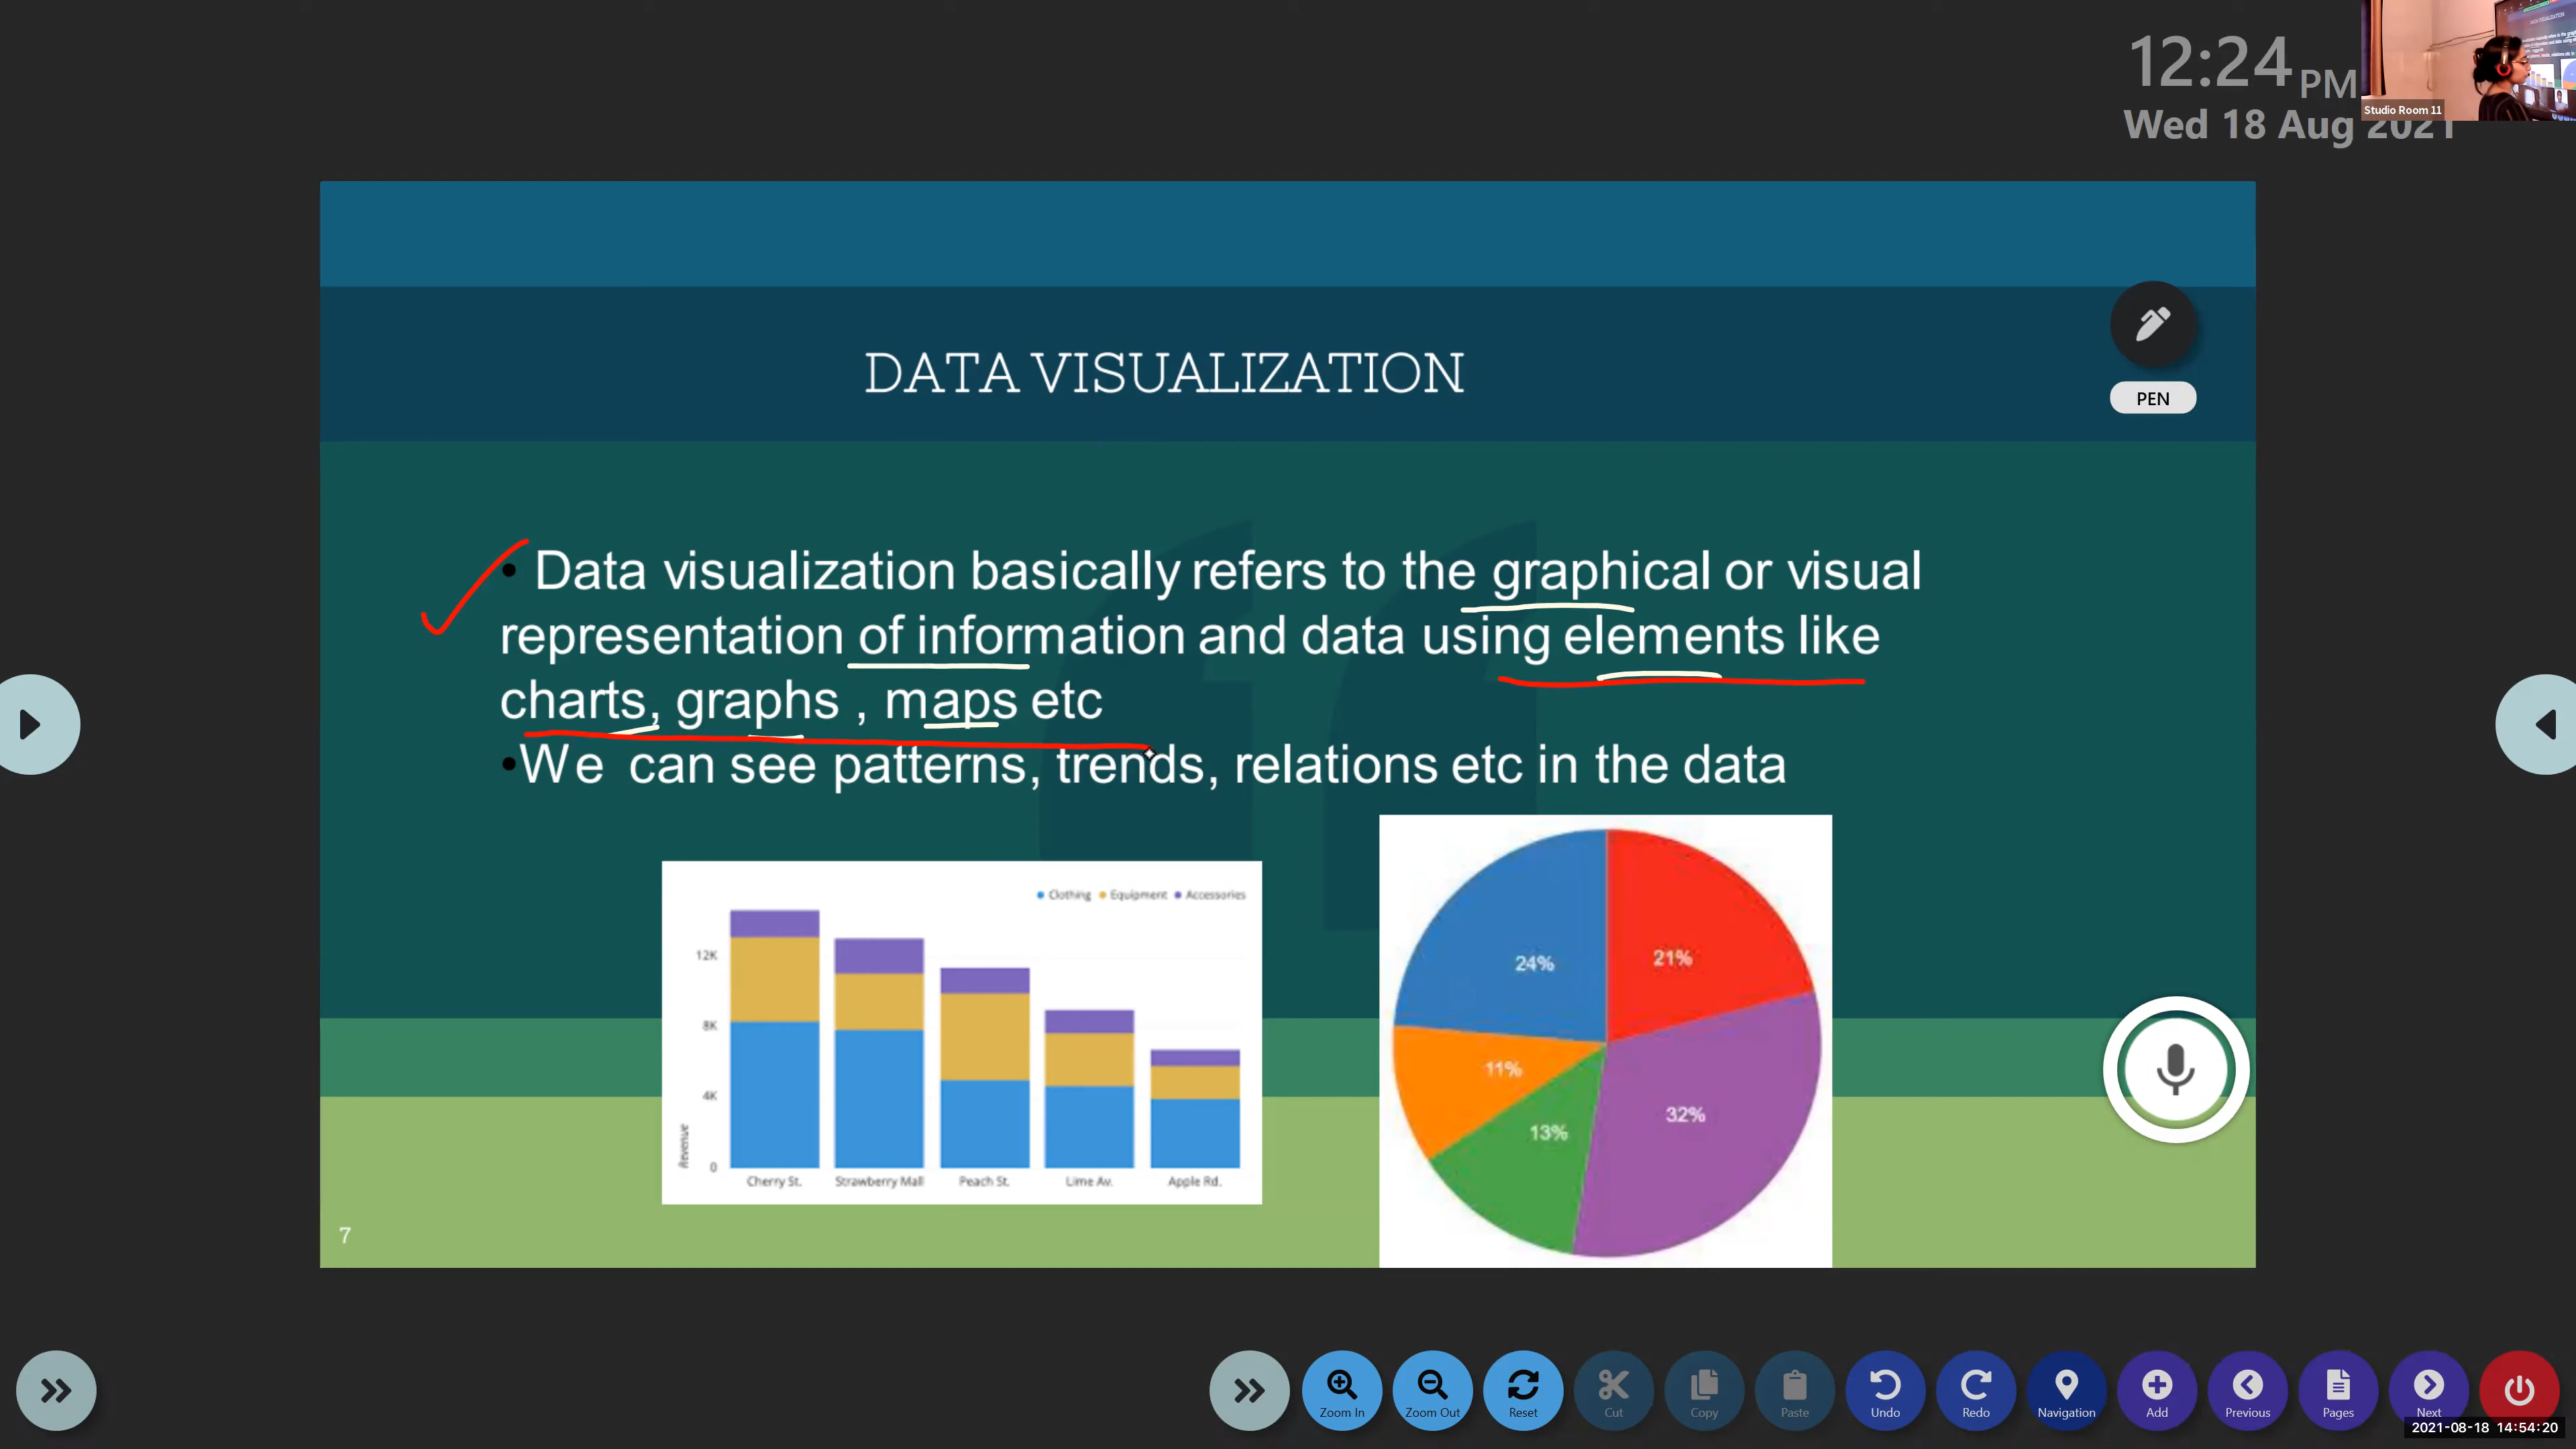 12:24 PM
Wed 18 Aug 2021
Studio Room 11
DATA VISUALIZATION
PEN
• Data visualization basically refers to the graphical or visual
representation of information and data using elements like
charts, graphs , maps etc
•We can see patterns, trends, relations etc in the data
Clothing Equipment Accessories
12K
8K
4K
0
Revenue
Cherry St. Strawberry Mall Peach St. Lime Av. Apple Rd.
24% 21%
11%
32%
13%
7
Zoom In Zoom Out Reset Cut Copy Paste Undo Redo Navigation Add Previous Pages Next
2021-08-18 14:54:20